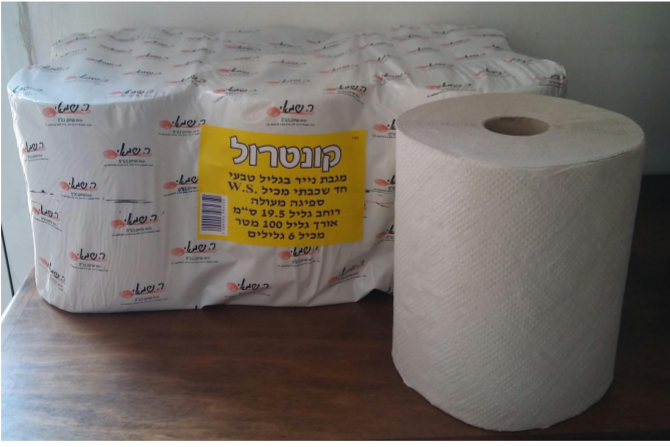 ר.שמאי
קונטרול
מגבת נייר בגליל טבעי
חד שכבתי מכיל W.S.
ספיגה מעולה
רוחב גליל 19.5 ס"מ
אורך גליל 100 מטר
מכיל 6 גלילים